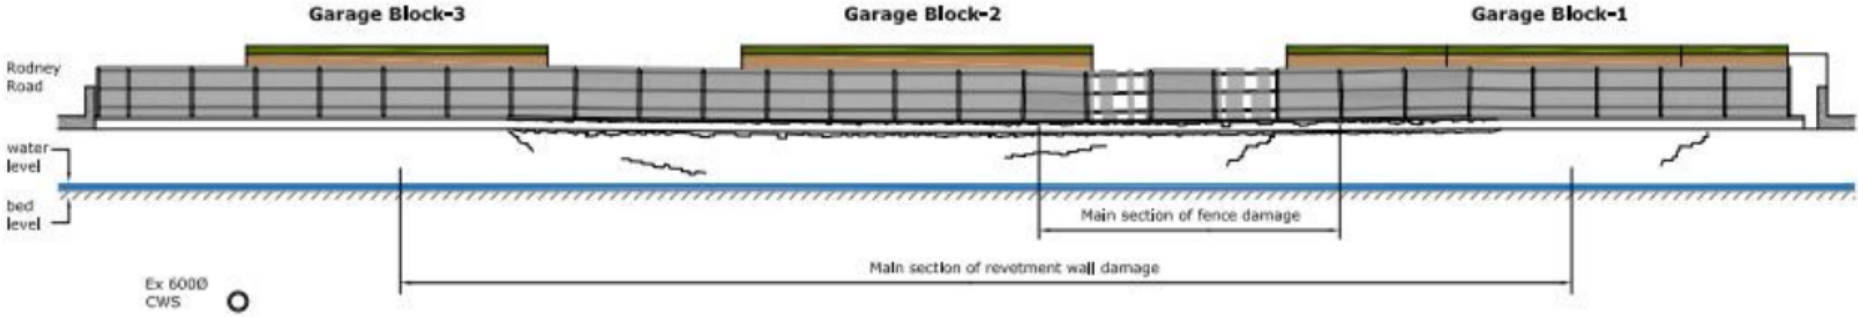 Garage Block-3
Garage Block-2
Garage Block-1
Rodney
Road
water
level
bed
level
Main section of fence damage
Main section of revetment wall damage
Ex 600Ø
CWS